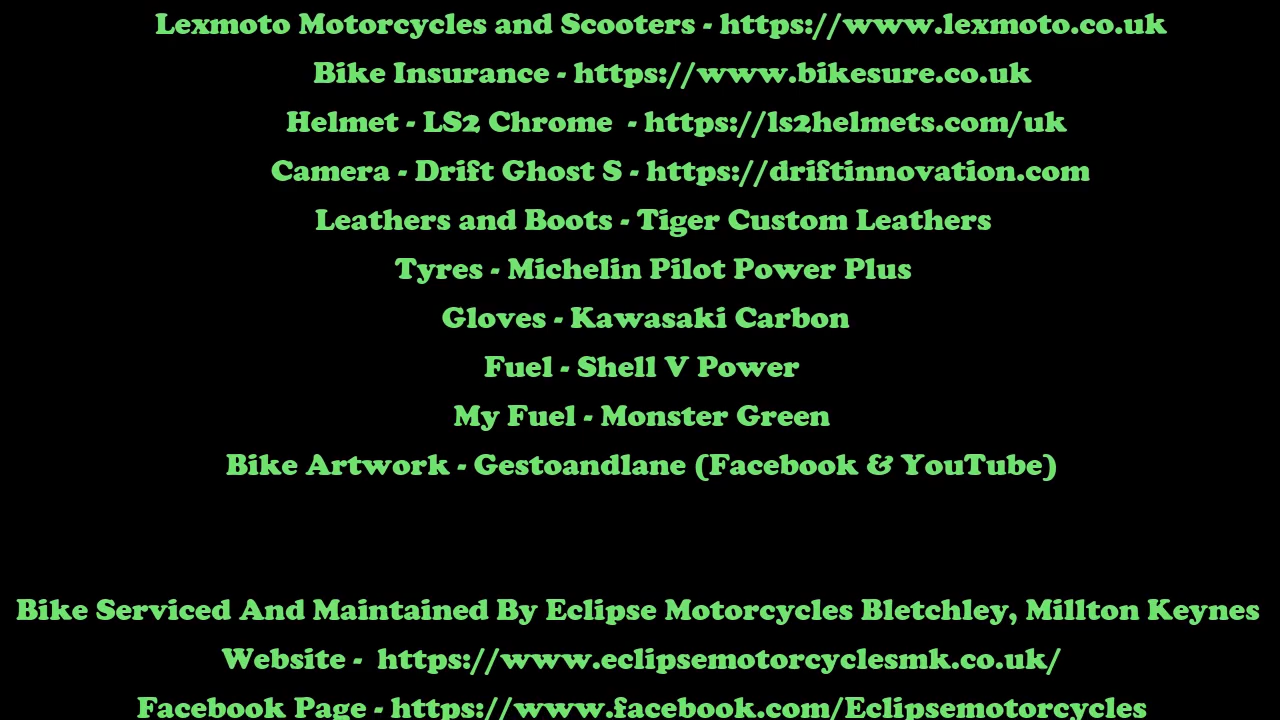 Lexmoto Motorcycles and Scooters - https://www.lexmoto.co.uk
Bike Insurance - https://www.bikesure.co.uk
Helmet - LS2 Chrome - https://ls2helmets.com/uk
Camera - Drift Ghost S - https://driftinnovation.com
Leathers and Boots - Tiger Custom Leathers
Tyres - Michelin Pilot Power Plus
Gloves - Kawasaki Carbon
Fuel - Shell V Power
My Fuel - Monster Green
Bike Artwork - Gestoandlane (Facebook & YouTube)
Bike Serviced And Maintained By Eclipse Motorcycles Bletchley, Millton Keynes
Website - https://www.eclipsemotorcyclesmk.co.uk/
Facebook Page - https://www.facebook.com/Eclipsemotorcycles